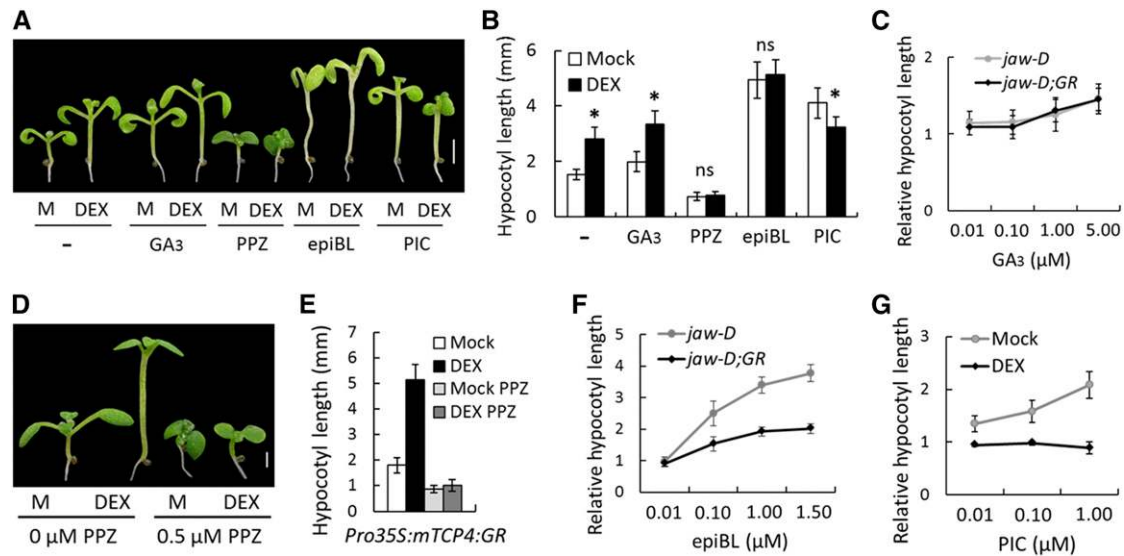 A
M DEX M DEX M DEX M DEX M DEX
– GA3 PPZ epiBL PIC
B
Hypocotyl length (mm)
6
4
2
0
Mock
DEX
* * ns ns *
– GA3 PPZ epiBL PIC
C
Relative hypocotyl length
2
1
0
jaw-D
jaw-D;GR
0.01 0.10 1.00 5.00
GA3 (µM)
D
M DEX M DEX
0 µM PPZ 0.5 µM PPZ
E
Hypocotyl length (mm)
7
6
5
4
3
2
1
0
Mock
DEX
Mock PPZ
DEX PPZ
Pro35S:mTCP4:GR
F
Relative hypocotyl length
5
4
3
2
1
0
jaw-D
jaw-D;GR
0.01 0.10 1.00 1.50
epiBL (µM)
G
Relative hypocotyl length
3
2
1
0
Mock
DEX
0.01 0.10 1.00
PIC (µM)